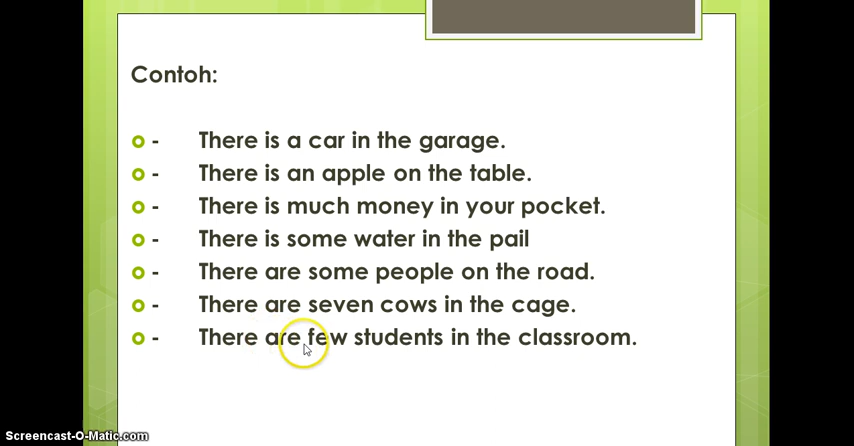 Contoh:
- There is a car in the garage.
- There is an apple on the table.
- There is much money in your pocket.
- There is some water in the pail
- There are some people on the road.
- There are seven cows in the cage.
- There are few students in the classroom.
Screencast-O-Matic.com